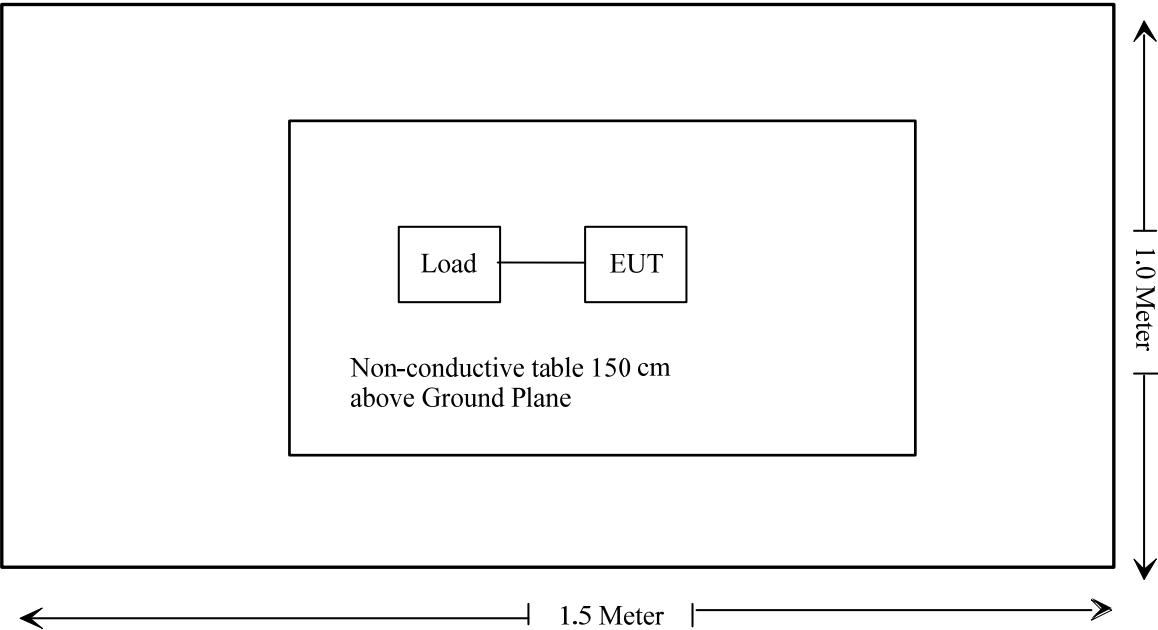 Load
EUT
Non-conductive table 150 cm
above Ground Plane
1.0 Meter
1.5 Meter